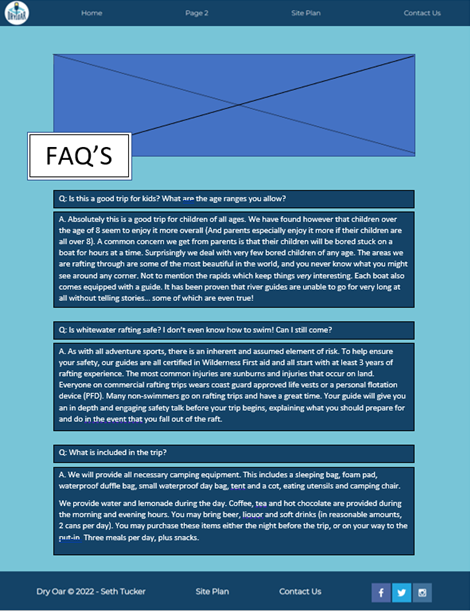 DRY OAR
Home
Page 2
Site Plan
Contact Us
FAQ'S
Q: Is this a good trip for kids? What are the age ranges you allow?
A. Absolutely this is a good trip for children of all ages. We have found however that children over
the age of 8 seem to enjoy it more overall (And parents especially enjoy it more if their children are
all over 8). A common concern we get from parents is that their children will be bored stuck on a
boat for hours at a time. Surprisingly we deal with very few bored children of any age. The areas we
are rafting through are some of the most beautiful in the world, and you never know what you might
see around any corner. Not to mention the rapids which keep things very interesting. Each boat also
comes equipped with a guide. It has been proven that river guides are unable to go for very long at
all without telling stories... some of which are even true!
Q: Is whitewater rafting safe? I don't even know how to swim! Can I still come?
A. As with all adventure sports, there is an inherent and assumed element of risk. To help ensure
your safety, our guides are all certified in Wilderness First aid and all start with at least 3 years of
rafting experience. The most common injuries are sunburns and injuries that occur on land.
Everyone on commercial rafting trips wears coast guard approved life vests or a personal flotation
device (PFD). Many non-swimmers go on rafting trips and have a great time. Your guide will give you
an in depth and engaging safety talk before your trip begins, explaining what you should prepare for
and do in the event that you fall out of the raft.
Q: What is included in the trip?
A. We will provide all necessary camping equipment. This includes a sleeping bag, foam pad,
waterproof duffle bag, small waterproof day bag, tent and a cot, eating utensils and camping chair.
We provide water and lemonade during the day. Coffee, tea and hot chocolate are provided during
the morning and evening hours. You may bring beer, liquor and soft drinks (in reasonable amounts,
2 cans per day). You may purchase these items either the night before the trip, or on your way to the
put-in. Three meals per day, plus snacks.
Dry Oar © 2022 - Seth Tucker
Site Plan
Contact Us